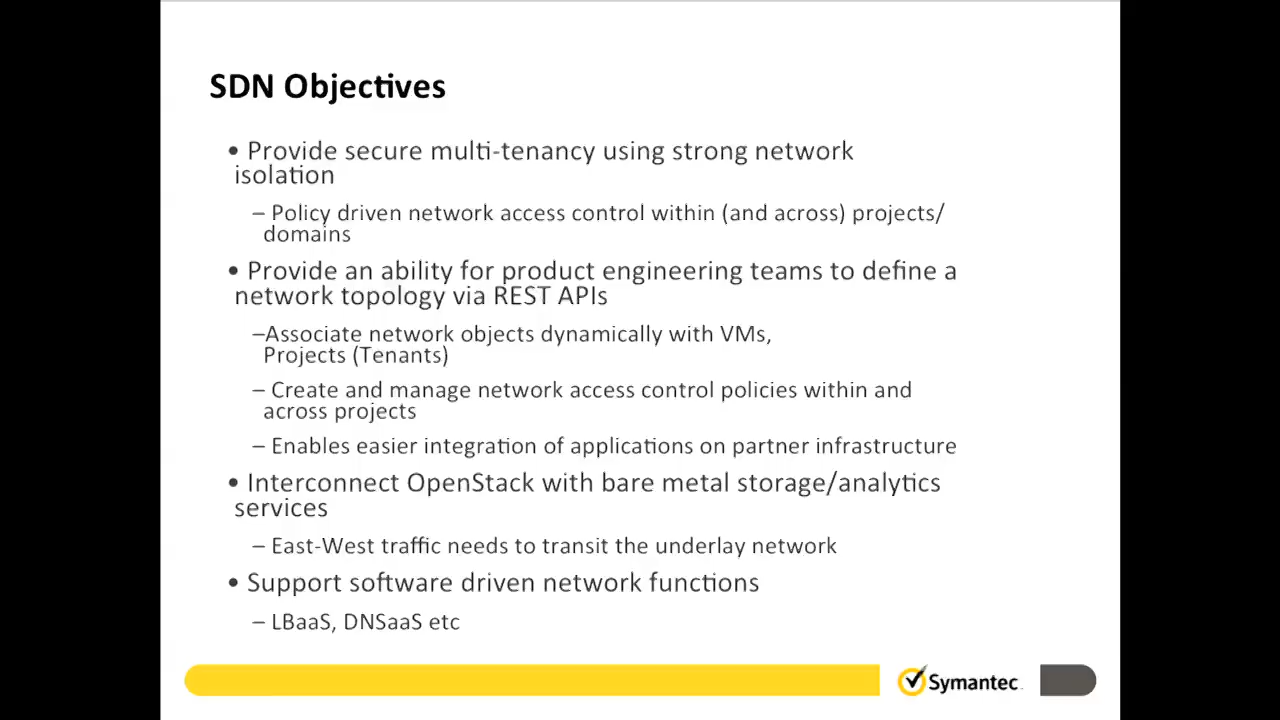 SDN Objectives
• Provide secure multi-tenancy using strong network
isolation
– Policy driven network access control within (and across) projects/
domains
• Provide an ability for product engineering teams to define a
network topology via REST APIs
–Associate network objects dynamically with VMs,
Projects (Tenants)
– Create and manage network access control policies within and
across projects
– Enables easier integration of applications on partner infrastructure
• Interconnect OpenStack with bare metal storage/analytics
services
– East-West traffic needs to transit the underlay network
• Support software driven network functions
– LBaaS, DNSaaS etc
Symantec.